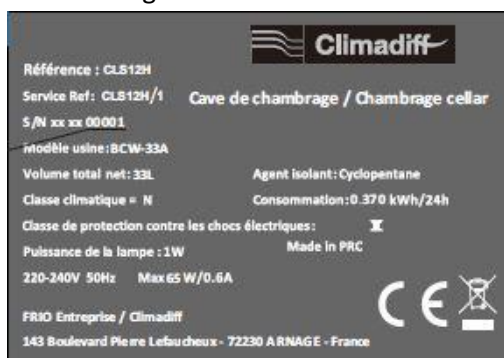 Climadiff
Référence : CLS12H
Service Ref: CLS12H/1
Cave de chambrage / Chambrage cellar
S/N xx xx 00001
Modèle usine:BCW-33A
Volume total net:33L
Agent isolant:Cyclopentane
Classe climatique = N
Consommation:0.370 kWh/24h
Classe de protection contre les chocs électriques:
Puissance de la lampe :1W
Made in PRC
220-240V 50Hz Max65 W/0.6A
CE
FRIO Entreprise / Climadiff
143 Boulevard Pierre Lefaucheux - 72230 ARNAGE - France